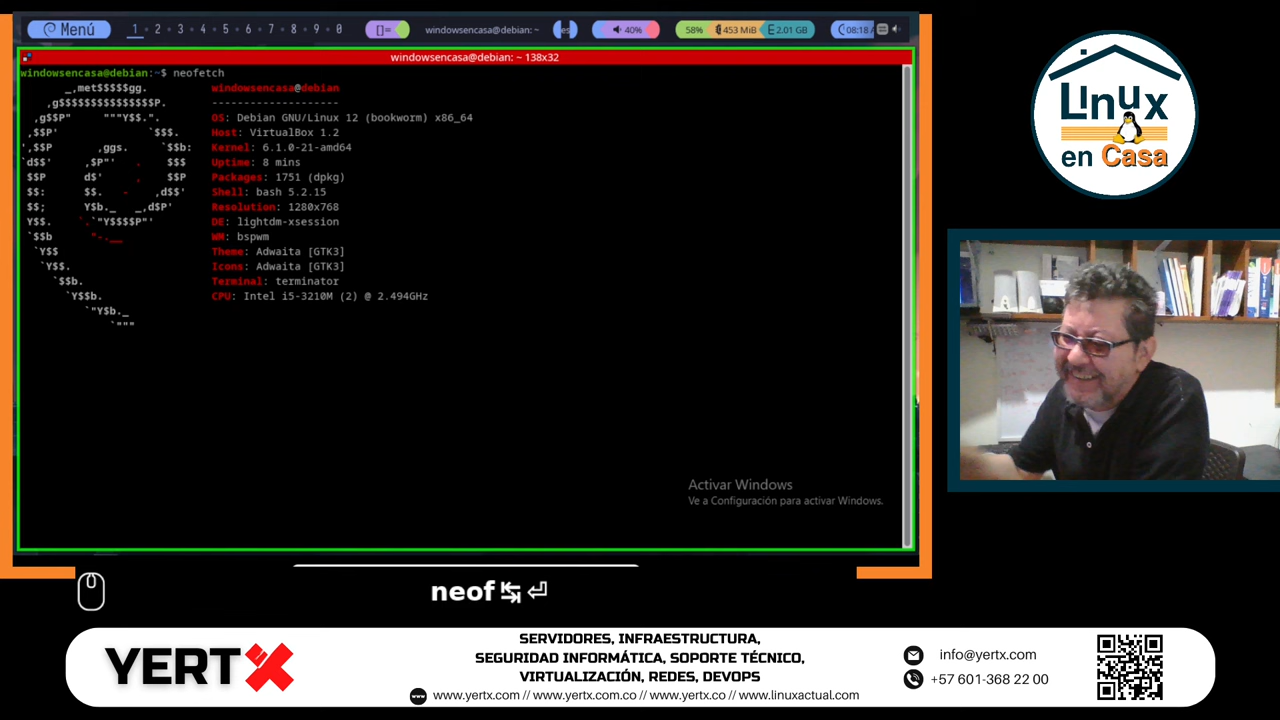 Menú
1 2 3 4 5 6 7 8 9 0
[]=
windowsencasa@debian: ~
es
40%
58% 453 MiB 2.01 GB
08:18
windowsencasa@debian: ~ 138x32
windowsencasa@debian:~$ neofetch
windowsencasa@debian
--------------------
OS: Debian GNU/Linux 12 (bookworm) x86_64
Host: VirtualBox 1.2
Kernel: 6.1.0-21-amd64
Uptime: 8 mins
Packages: 1751 (dpkg)
Shell: bash 5.2.15
Resolution: 1280x768
DE: lightdm-xsession
WM: bspwm
Theme: Adwaita [GTK3]
Icons: Adwaita [GTK3]
Terminal: terminator
CPU: Intel i5-3210M (2) @ 2.494GHz
Activar Windows
Ve a Configuración para activar Windows.
Linux
en Casa
neof
YERTX
SERVIDORES, INFRAESTRUCTURA,
SEGURIDAD INFORMÁTICA, SOPORTE TÉCNICO,
VIRTUALIZACIÓN, REDES, DEVOPS
www.yertx.com // www.yertx.com.co // www.yertx.co // www.linuxactual.com
info@yertx.com
+57 601-368 22 00